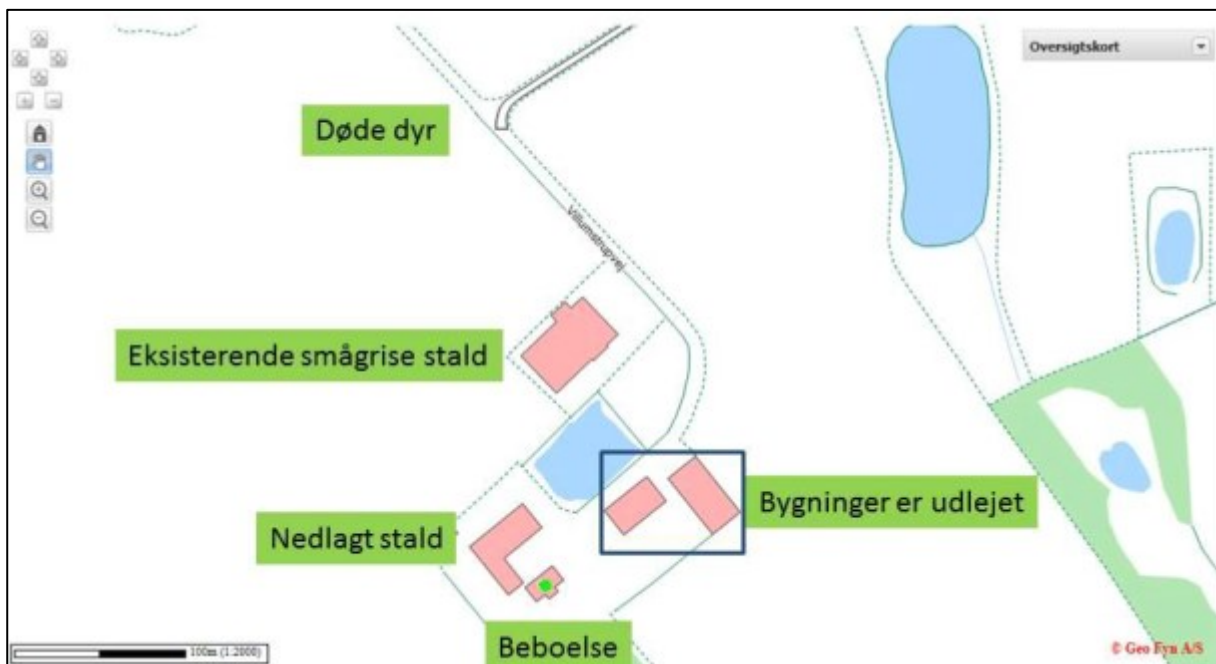 Oversigtskort
Døde dyr
Villumstrupvej
Eksisterende smågrise stald
Bygninger er udlejet
Nedlagt stald
Beboelse
100m (1:2000)
© Geo Fyn A/S